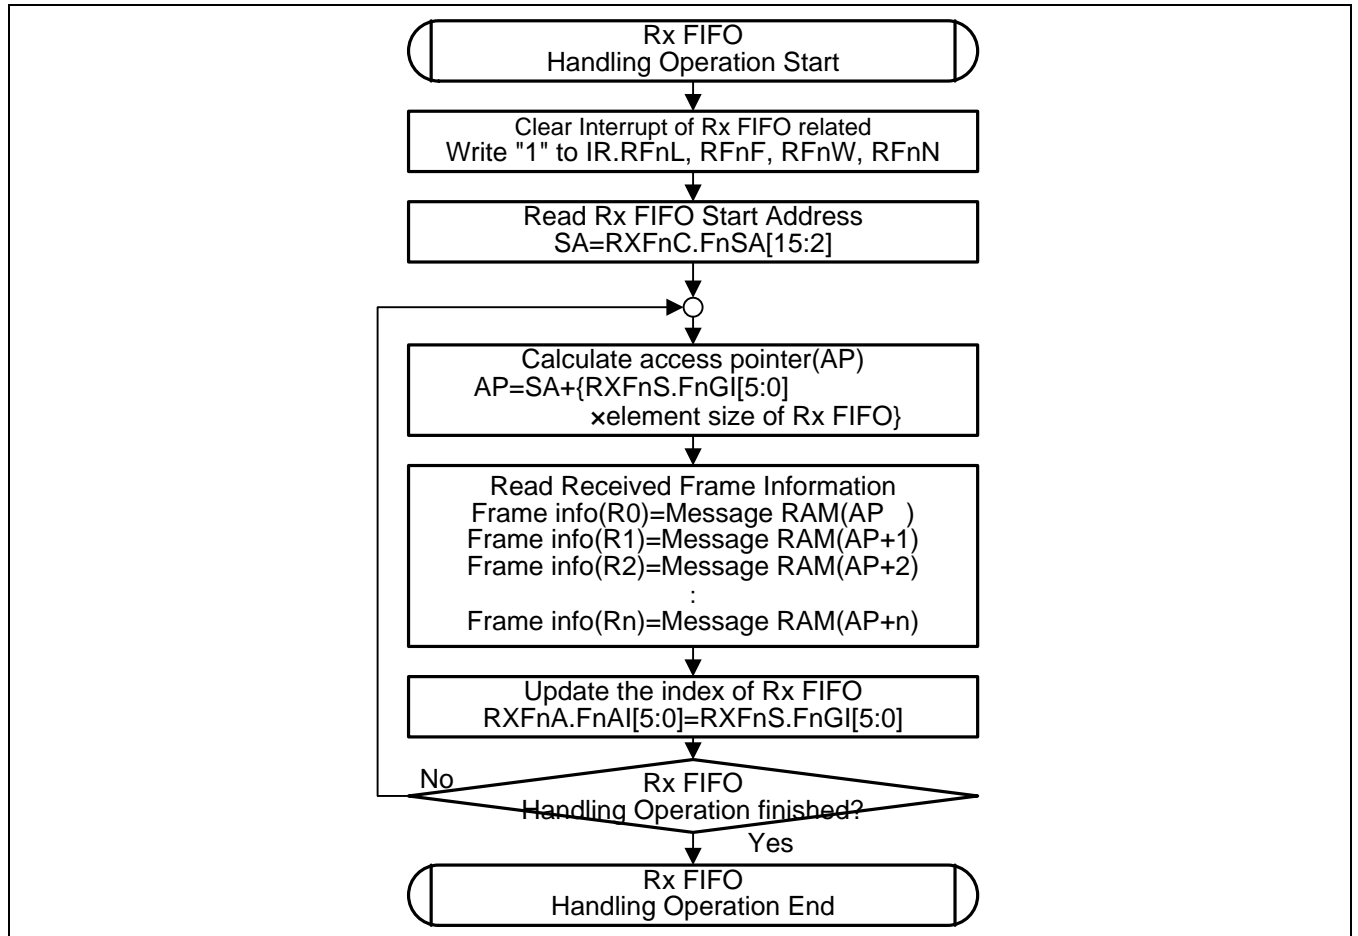 Rx FIFO
Handling Operation Start
Clear Interrupt of Rx FIFO related
Write "1" to IR.RFnL, RFnF, RFnW, RFnN
Read Rx FIFO Start Address
SA=RXFnC.FnSA[15:2]
Calculate access pointer(AP)
AP=SA+{RXFnS.FnGI[5:0]
×element size of Rx FIFO}
Read Received Frame Information
Frame info(R0)=Message RAM(AP )
Frame info(R1)=Message RAM(AP+1)
Frame info(R2)=Message RAM(AP+2)
:
Frame info(Rn)=Message RAM(AP+n)
Update the index of Rx FIFO
RXFnA.FnAI[5:0]=RXFnS.FnGI[5:0]
No
Rx FIFO
Handling Operation finished?
Yes
Rx FIFO
Handling Operation End